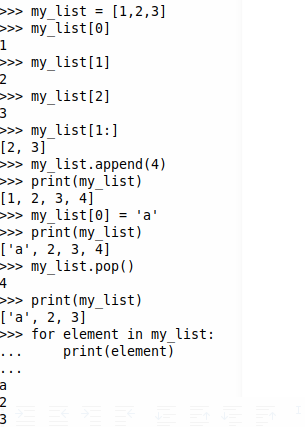 >>> my_list = [1,2,3]
>>> my_list[0]
1
>>> my_list[1]
2
>>> my_list[2]
3
>>> my_list[1:]
[2, 3]
>>> my_list.append(4)
>>> print(my_list)
[1, 2, 3, 4]
>>> my_list[0] = 'a'
>>> print(my_list)
['a', 2, 3, 4]
>>> my_list.pop()
4
>>> print(my_list)
['a', 2, 3]
>>> for element in my_list:
...     print(element)
...
a
2
3